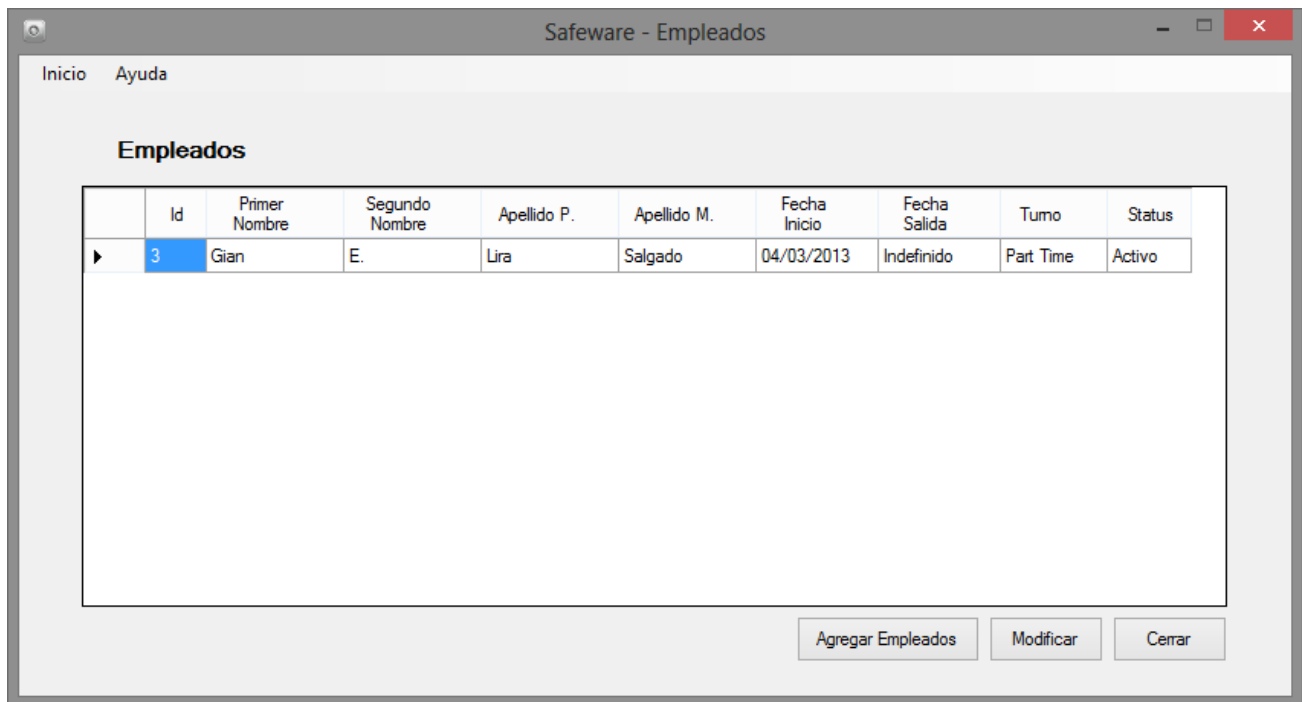 Safeware - Empleados
Inicio Ayuda
Empleados
Id Primer Nombre Segundo Nombre Apellido P. Apellido M. Fecha Inicio Fecha Salida Turno Status
3 Gian E. Lira Salgado 04/03/2013 Indefinido Part Time Activo
Agregar Empleados Modificar Cerrar